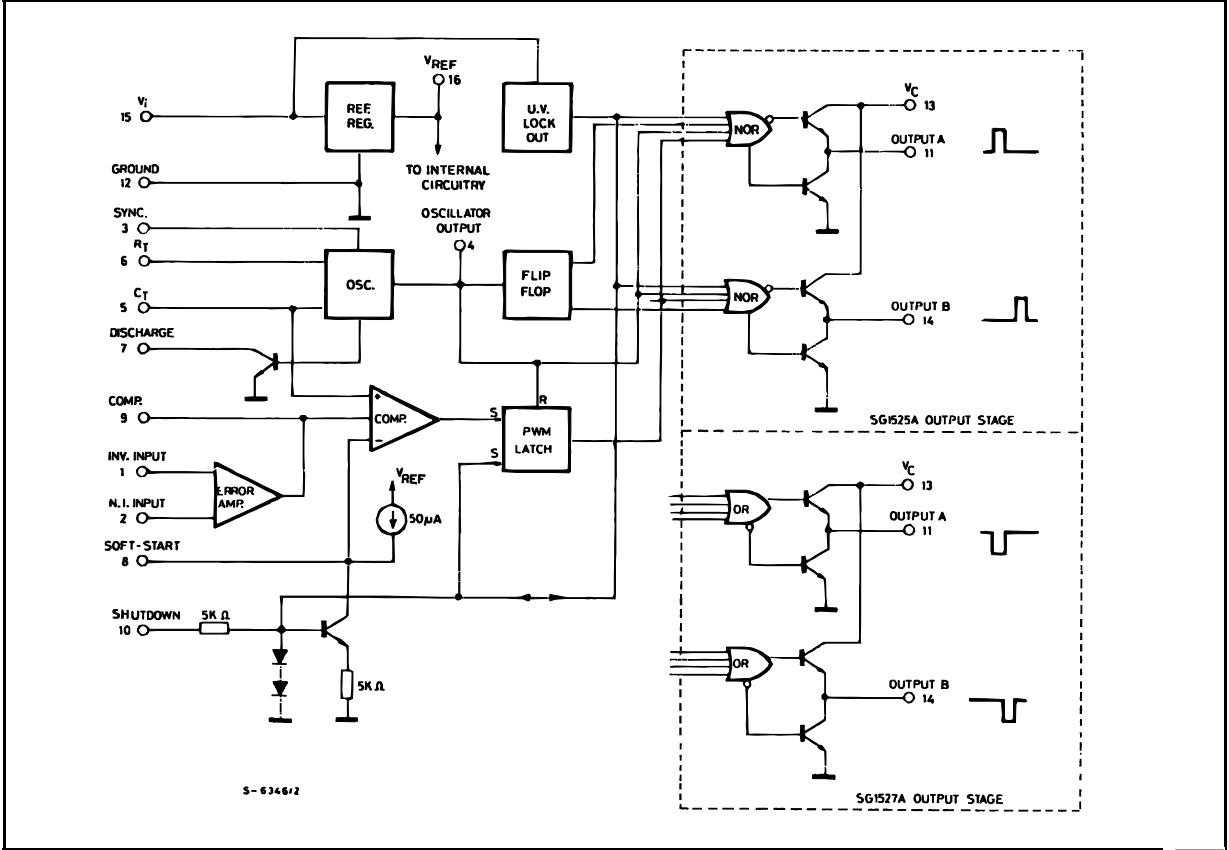 Vi
15
GROUND
12
SYNC.
3
RT
6
CT
5
DISCHARGE
7
COMP.
9
INV. INPUT
1
N.I. INPUT
2
SOFT-START
8
SHUTDOWN
10
5KΩ
5KΩ
REF.
REG.
VREF
16
TO INTERNAL
CIRCUITRY
U.V.
LOCK
OUT
OSCILLATOR
OUTPUT
4
OSC.
FLIP
FLOP
+
COMP.
–
S
R
S
PWM
LATCH
ERROR
AMP.
VREF
50µA
NOR
VC
13
OUTPUT A
11
NOR
OUTPUT B
14
SG1525A OUTPUT STAGE
OR
VC
13
OUTPUT A
11
OR
OUTPUT B
14
SG1527A OUTPUT STAGE
S-6346/2